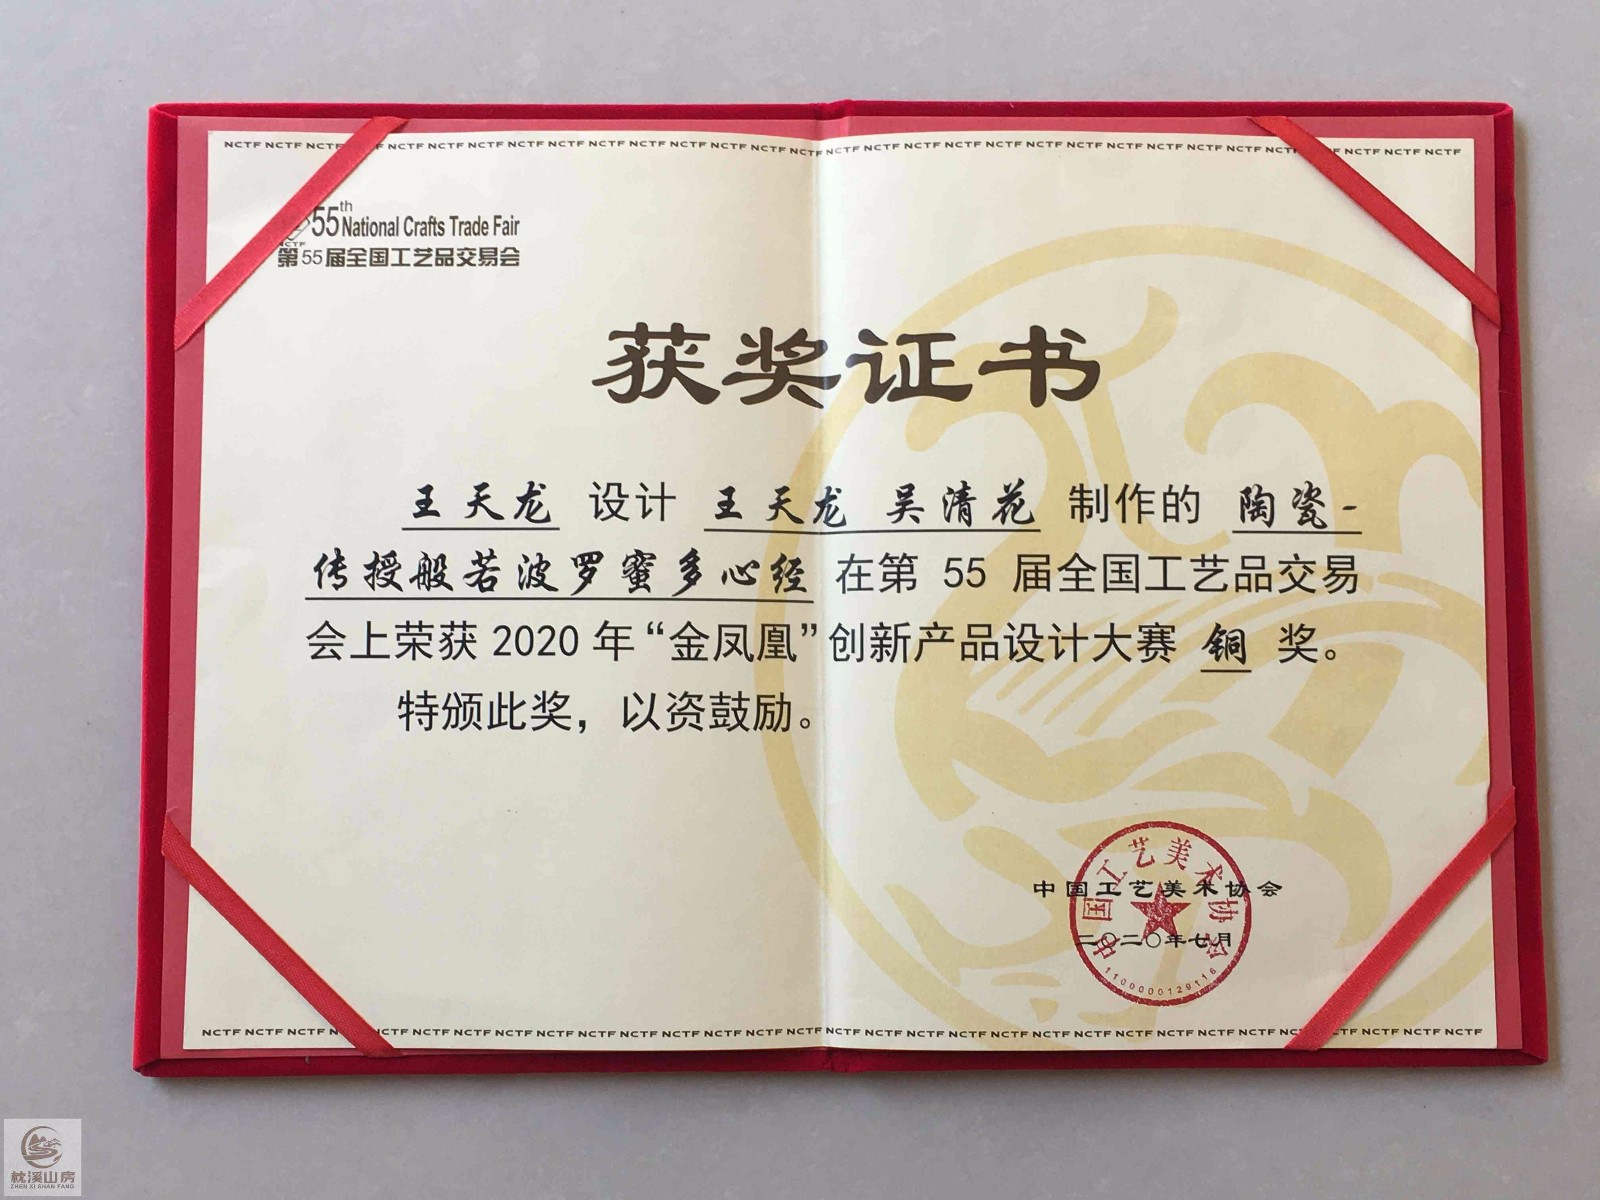 NCTF NCTF NCTF NCTF NCTF NCTF NCTF NCTF NCTF NCTF NCTF NCTF NCTF NCTF NCTF NCTF NCTF NCTF NCTF NCTF NCTF NCTF NCTF NCTF NCTF NCTF NCTF NCTF
55th National Crafts Trade Fair
NCTF
第55届全国工艺品交易会
获奖证书
王天龙 设计 王天龙 吴清花 制作的 陶瓷-
传授般若波罗蜜多心经 在第 55 届全国工艺品交易
会上荣获 2020 年“金凤凰”创新产品设计大赛 铜 奖。
特颁此奖，以资鼓励。
中国工艺美术协会
中国工艺美术协会
二〇二〇年七月
1100000129116
NCTF NCTF NCTF NCTF NCTF NCTF NCTF NCTF NCTF NCTF NCTF NCTF NCTF NCTF NCTF NCTF NCTF NCTF NCTF NCTF NCTF NCTF NCTF NCTF NCTF NCTF NCTF NCTF
枕溪山房
ZHEN XI SHAN FANG